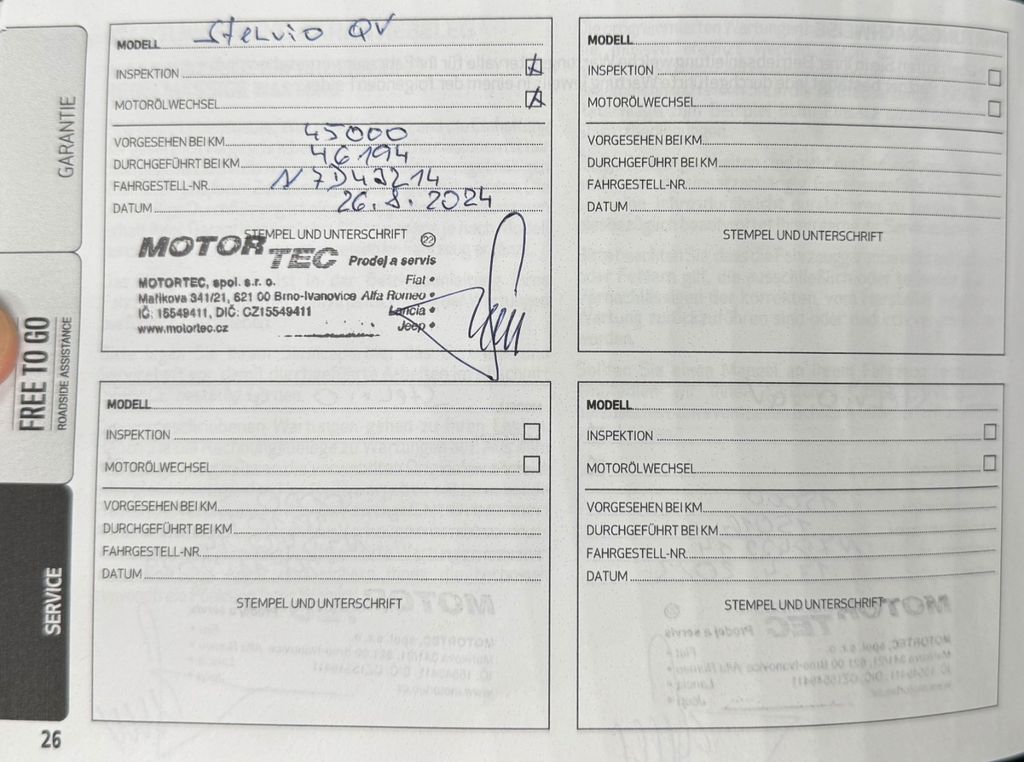 GARANTIE
FREE TO GO
ROADSIDE ASSISTANCE
SERVICE
MODELL Stelvio QV
INSPEKTION
MOTORÖLWECHSEL
VORGESEHEN BEI KM 45000
DURCHGEFÜHRT BEI KM 46194
FAHRGESTELL-NR.
DATUM 26.8.2024
STEMPEL UND UNTERSCHRIFT
MOTOR TEC 22
Prodej a servis
MOTORTEC, spol. s.r.o. Fiat •
Maříkova 341/21, 621 00 Brno-Ivanovice Alfa Romeo •
IČ: 15549411, DIČ: CZ15549411 Lancia •
www.motortec.cz Jeep •
MODELL
INSPEKTION
MOTORÖLWECHSEL
VORGESEHEN BEI KM
DURCHGEFÜHRT BEI KM
FAHRGESTELL-NR.
DATUM
STEMPEL UND UNTERSCHRIFT
MODELL
INSPEKTION
MOTORÖLWECHSEL
VORGESEHEN BEI KM
DURCHGEFÜHRT BEI KM
FAHRGESTELL-NR.
DATUM
STEMPEL UND UNTERSCHRIFT
MODELL
INSPEKTION
MOTORÖLWECHSEL
VORGESEHEN BEI KM
DURCHGEFÜHRT BEI KM
FAHRGESTELL-NR.
DATUM
STEMPEL UND UNTERSCHRIFT
26